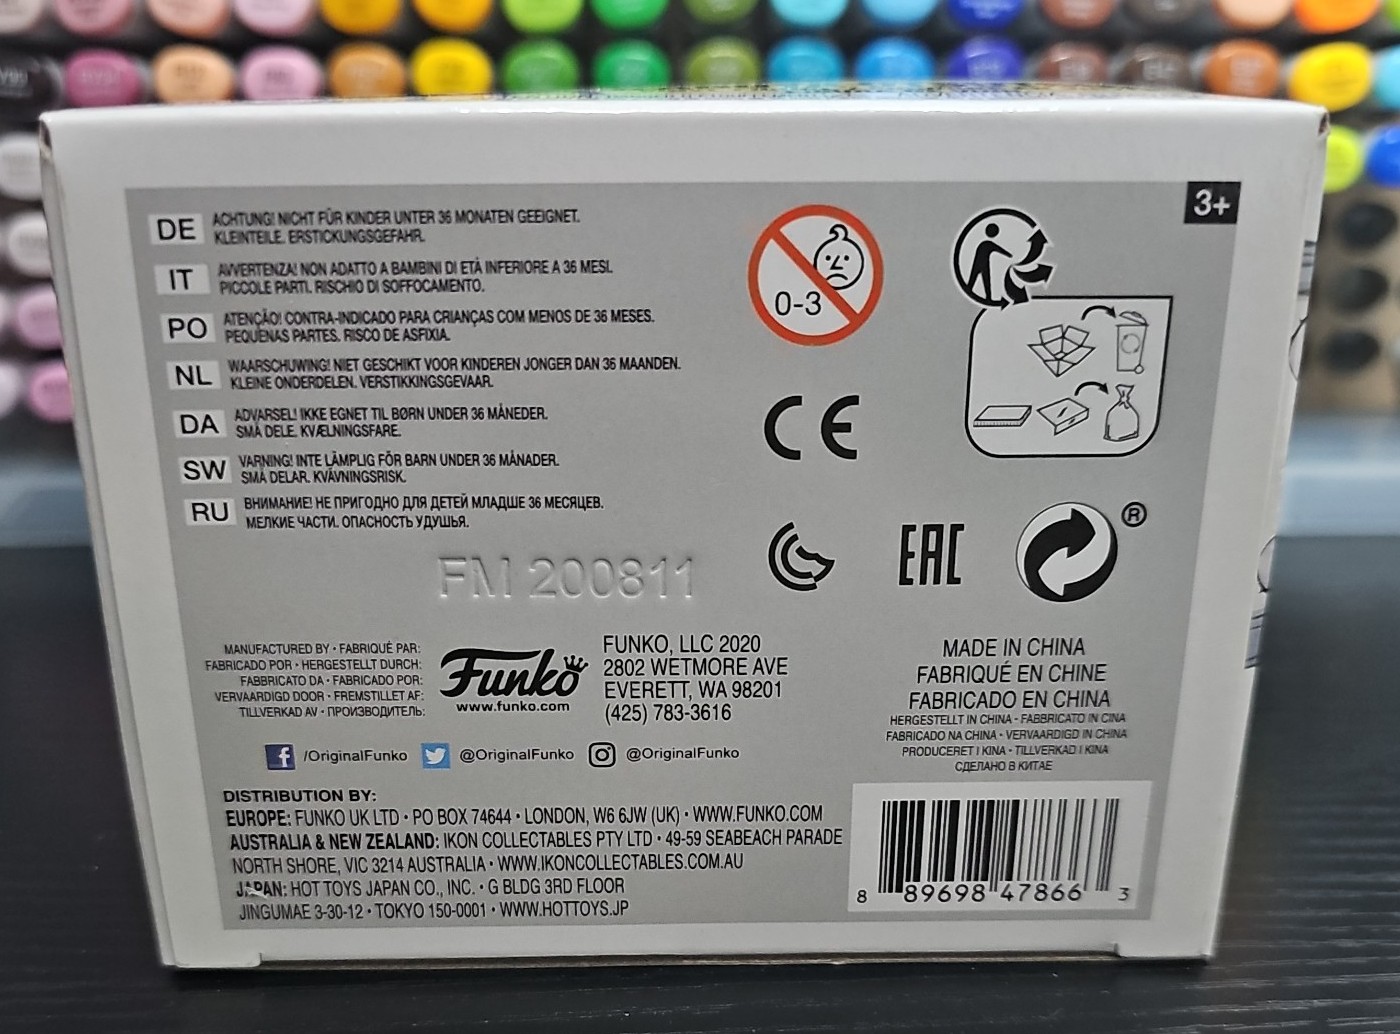 3+
DE
ACHTUNG! NICHT FÜR KINDER UNTER 36 MONATEN GEEIGNET.
KLEINTEILE. ERSTICKUNGSGEFAHR.
IT
AVVERTENZA! NON ADATTO A BAMBINI DI ETÀ INFERIORE A 36 MESI.
PICCOLE PARTI. RISCHIO DI SOFFOCAMENTO.
PO
ATENÇÃO! CONTRA-INDICADO PARA CRIANÇAS COM MENOS DE 36 MESES.
PEQUENAS PARTES. RISCO DE ASFIXIA.
NL
WAARSCHUWING! NIET GESCHIKT VOOR KINDEREN JONGER DAN 36 MAANDEN.
KLEINE ONDERDELEN. VERSTIKKINGSGEVAAR.
DA
ADVARSEL! IKKE EGNET TIL BØRN UNDER 36 MÅNEDER.
SMÅ DELE. KVÆLNINGSFARE.
SW
VARNING! INTE LÄMPLIG FÖR BARN UNDER 36 MÅNADER.
SMÅ DELAR. KVÄVNINGSRISK.
RU
ВНИМАНИЕ! НЕ ПРИГОДНО ДЛЯ ДЕТЕЙ МЛАДШЕ 36 МЕСЯЦЕВ.
МЕЛКИЕ ЧАСТИ. ОПАСНОСТЬ УДУШЬЯ.
0-3
CE
EAC
®
FM 200811
MANUFACTURED BY • FABRIQUÉ PAR:
FABRICADO POR • HERGESTELLT DURCH:
FABBRICATO DA • FABRICADO POR:
VERVAARDIGD DOOR • FREMSTILLET AF:
TILLVERKAD AV • ПРОИЗВОДИТЕЛЬ:
Funko
www.funko.com
FUNKO, LLC 2020
2802 WETMORE AVE
EVERETT, WA 98201
(425) 783-3616
MADE IN CHINA
FABRIQUÉ EN CHINE
FABRICADO EN CHINA
HERGESTELLT IN CHINA • FABBRICATO IN CINA
FABRICADO NA CHINA • VERVAARDIGD IN CHINA
PRODUCERET I KINA • TILLVERKAD I KINA
СДЕЛАНО В КИТАЕ
f /OriginalFunko @OriginalFunko @OriginalFunko
DISTRIBUTION BY:
EUROPE: FUNKO UK LTD • PO BOX 74644 • LONDON, W6 6JW (UK) • WWW.FUNKO.COM
AUSTRALIA & NEW ZEALAND: IKON COLLECTABLES PTY LTD • 49-59 SEABEACH PARADE
NORTH SHORE, VIC 3214 AUSTRALIA • WWW.IKONCOLLECTABLES.COM.AU
JAPAN: HOT TOYS JAPAN CO., INC. • G BLDG 3RD FLOOR
JINGUMAE 3-30-12 • TOKYO 150-0001 • WWW.HOTTOYS.JP
8 89698 47866 3